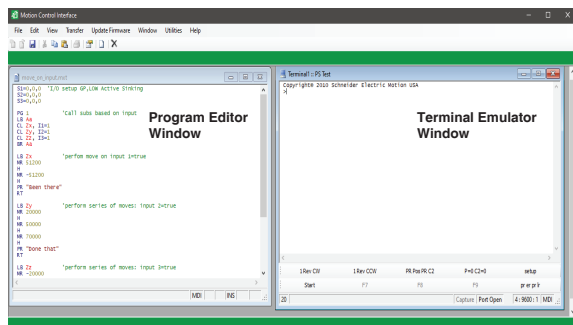 Motion Control Interface
File Edit View Transfer Update Firmware Window Utilities Help
move_on_input.mxt
S1=0,0,0 'I/O setup GP,LOW Active Sinking
S2=0,0,0
S3=0,0,0
PG 1 'Call subs based on input
LB Aa
CL Zx, I1=1
CL Zy, I2=1
CL Zz, I3=1
BR Aa
LB Zx 'perfom move on input 1=true
MR 51200
H
MR -51200
H
PR "Been there"
RT
LB Zy 'perform series of moves: input 2=true
MR 20000
H
MR 50000
H
MR 70000
H
PR "Done that"
RT
LB Zz 'perform series of moves: input 3=true
MR -20000
Program Editor
Window
MDI INS
Terminal1 :: PS Test
Copyright© 2010 Schneider Electric Motion USA
>
Terminal Emulator
Window
1 Rev CW 1 Rev CCW PR Pos PR C2 P=0 C2=0 setup
Start F7 F8 F9 pr er pr lr
20 Capture Port Open 4 : 9600 : 1 MDI